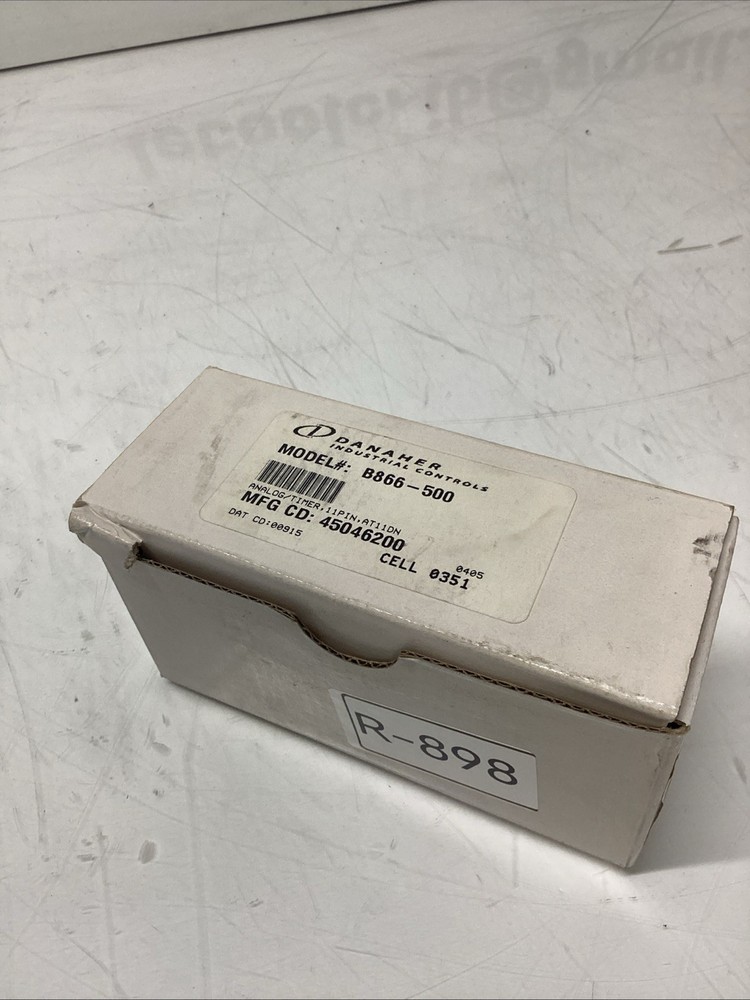 DANAHER
INDUSTRIAL CONTROLS
MODEL#: B866-500
ANALOG/TIMER,11PIN,AT11DN
MFG CD: 45046200
DAT CD:00915
0405
CELL 0351
R-898